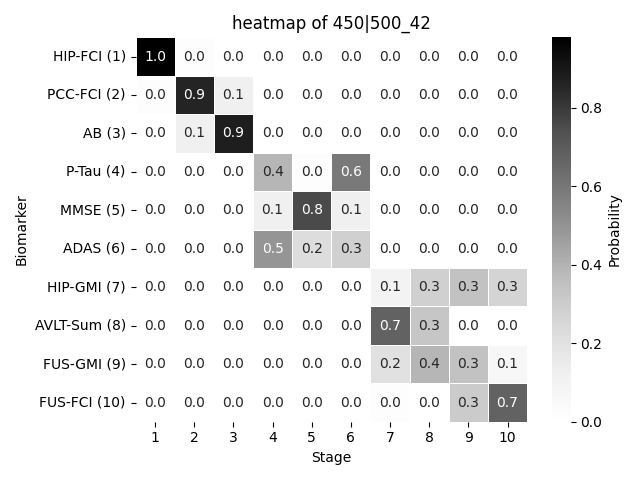 heatmap of 450|500_42
HIP-FCI (1) 1.0 0.0 0.0 0.0 0.0 0.0 0.0 0.0 0.0 0.0
PCC-FCI (2) 0.0 0.9 0.1 0.0 0.0 0.0 0.0 0.0 0.0 0.0
AB (3) 0.0 0.1 0.9 0.0 0.0 0.0 0.0 0.0 0.0 0.0
P-Tau (4) 0.0 0.0 0.0 0.4 0.0 0.6 0.0 0.0 0.0 0.0
MMSE (5) 0.0 0.0 0.0 0.1 0.8 0.1 0.0 0.0 0.0 0.0
ADAS (6) 0.0 0.0 0.0 0.5 0.2 0.3 0.0 0.0 0.0 0.0
HIP-GMI (7) 0.0 0.0 0.0 0.0 0.0 0.0 0.1 0.3 0.3 0.3
AVLT-Sum (8) 0.0 0.0 0.0 0.0 0.0 0.0 0.7 0.3 0.0 0.0
FUS-GMI (9) 0.0 0.0 0.0 0.0 0.0 0.0 0.2 0.4 0.3 0.1
FUS-FCI (10) 0.0 0.0 0.0 0.0 0.0 0.0 0.0 0.0 0.3 0.7
1 2 3 4 5 6 7 8 9 10
Stage
Biomarker
0.8
0.6
0.4
0.2
0.0
Probability